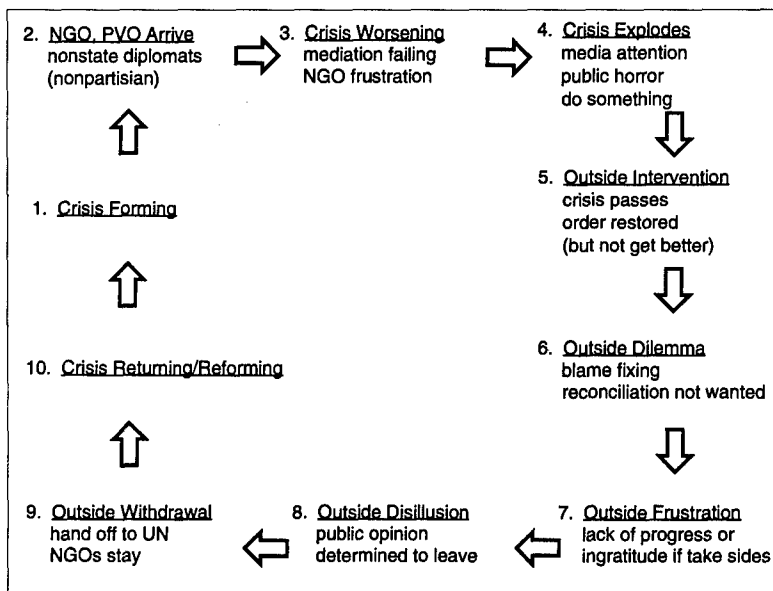 2. NGO, PVO Arrive
nonstate diplomats
(nonpartisian)
3. Crisis Worsening
mediation failing
NGO frustration
4. Crisis Explodes
media attention
public horror
do something
5. Outside Intervention
crisis passes
order restored
(but not get better)
1. Crisis Forming
6. Outside Dilemma
blame fixing
reconciliation not wanted
10. Crisis Returning/Reforming
9. Outside Withdrawal
hand off to UN
NGOs stay
8. Outside Disillusion
public opinion
determined to leave
7. Outside Frustration
lack of progress or
ingratitude if take sides